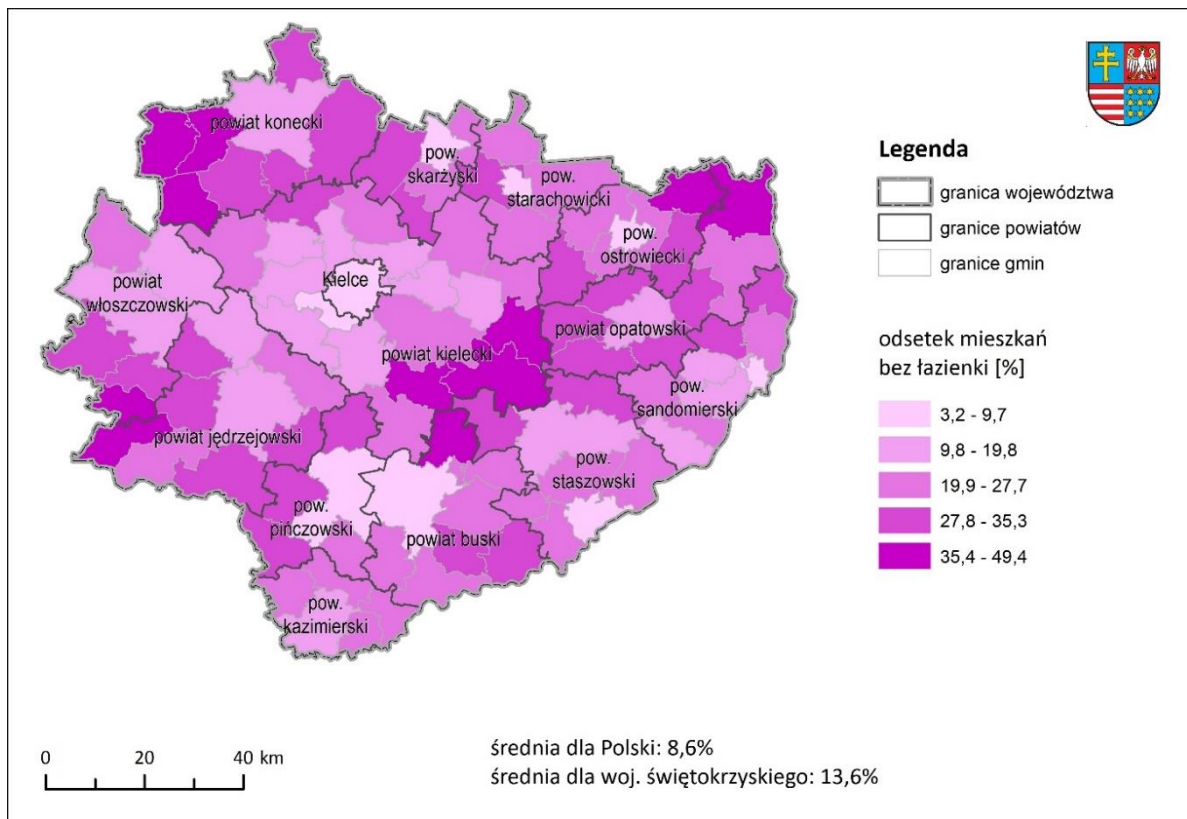 powiat konecki
pow.
skarżyski
pow.
starachowicki
pow.
ostrowiecki
Kielce
powiat
włoszczowski
powiat opatowski
powiat kielecki
pow.
sandomierski
powiat jędrzejowski
pow.
staszowski
pow.
pińczowski
powiat buski
pow.
kazimierski
Legenda
granica województwa
granice powiatów
granice gmin
odsetek mieszkań
bez łazienki [%]
3,2 - 9,7
9,8 - 19,8
19,9 - 27,7
27,8 - 35,3
35,4 - 49,4
0 20 40 km
średnia dla Polski: 8,6%
średnia dla woj. świętokrzyskiego: 13,6%